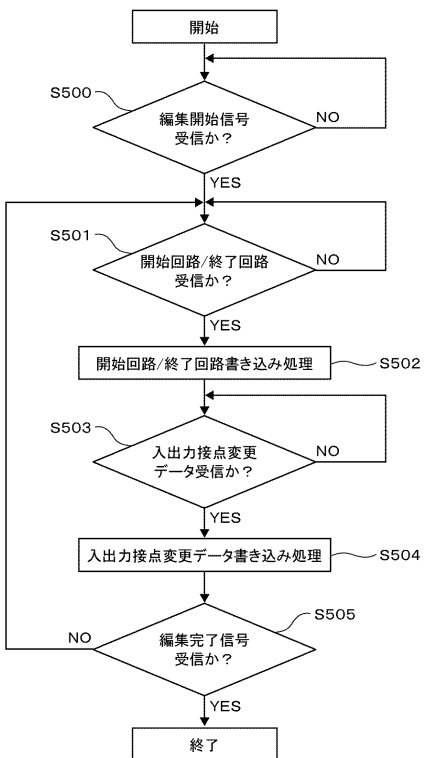 開始
S500
編集開始信号
受信か？
NO
YES
S501
開始回路/終了回路
受信か？
NO
YES
開始回路/終了回路書き込み処理
S502
S503
入出力接点変更
データ受信か？
NO
YES
入出力接点変更データ書き込み処理
S504
S505
編集完了信号
受信か？
NO
YES
終了